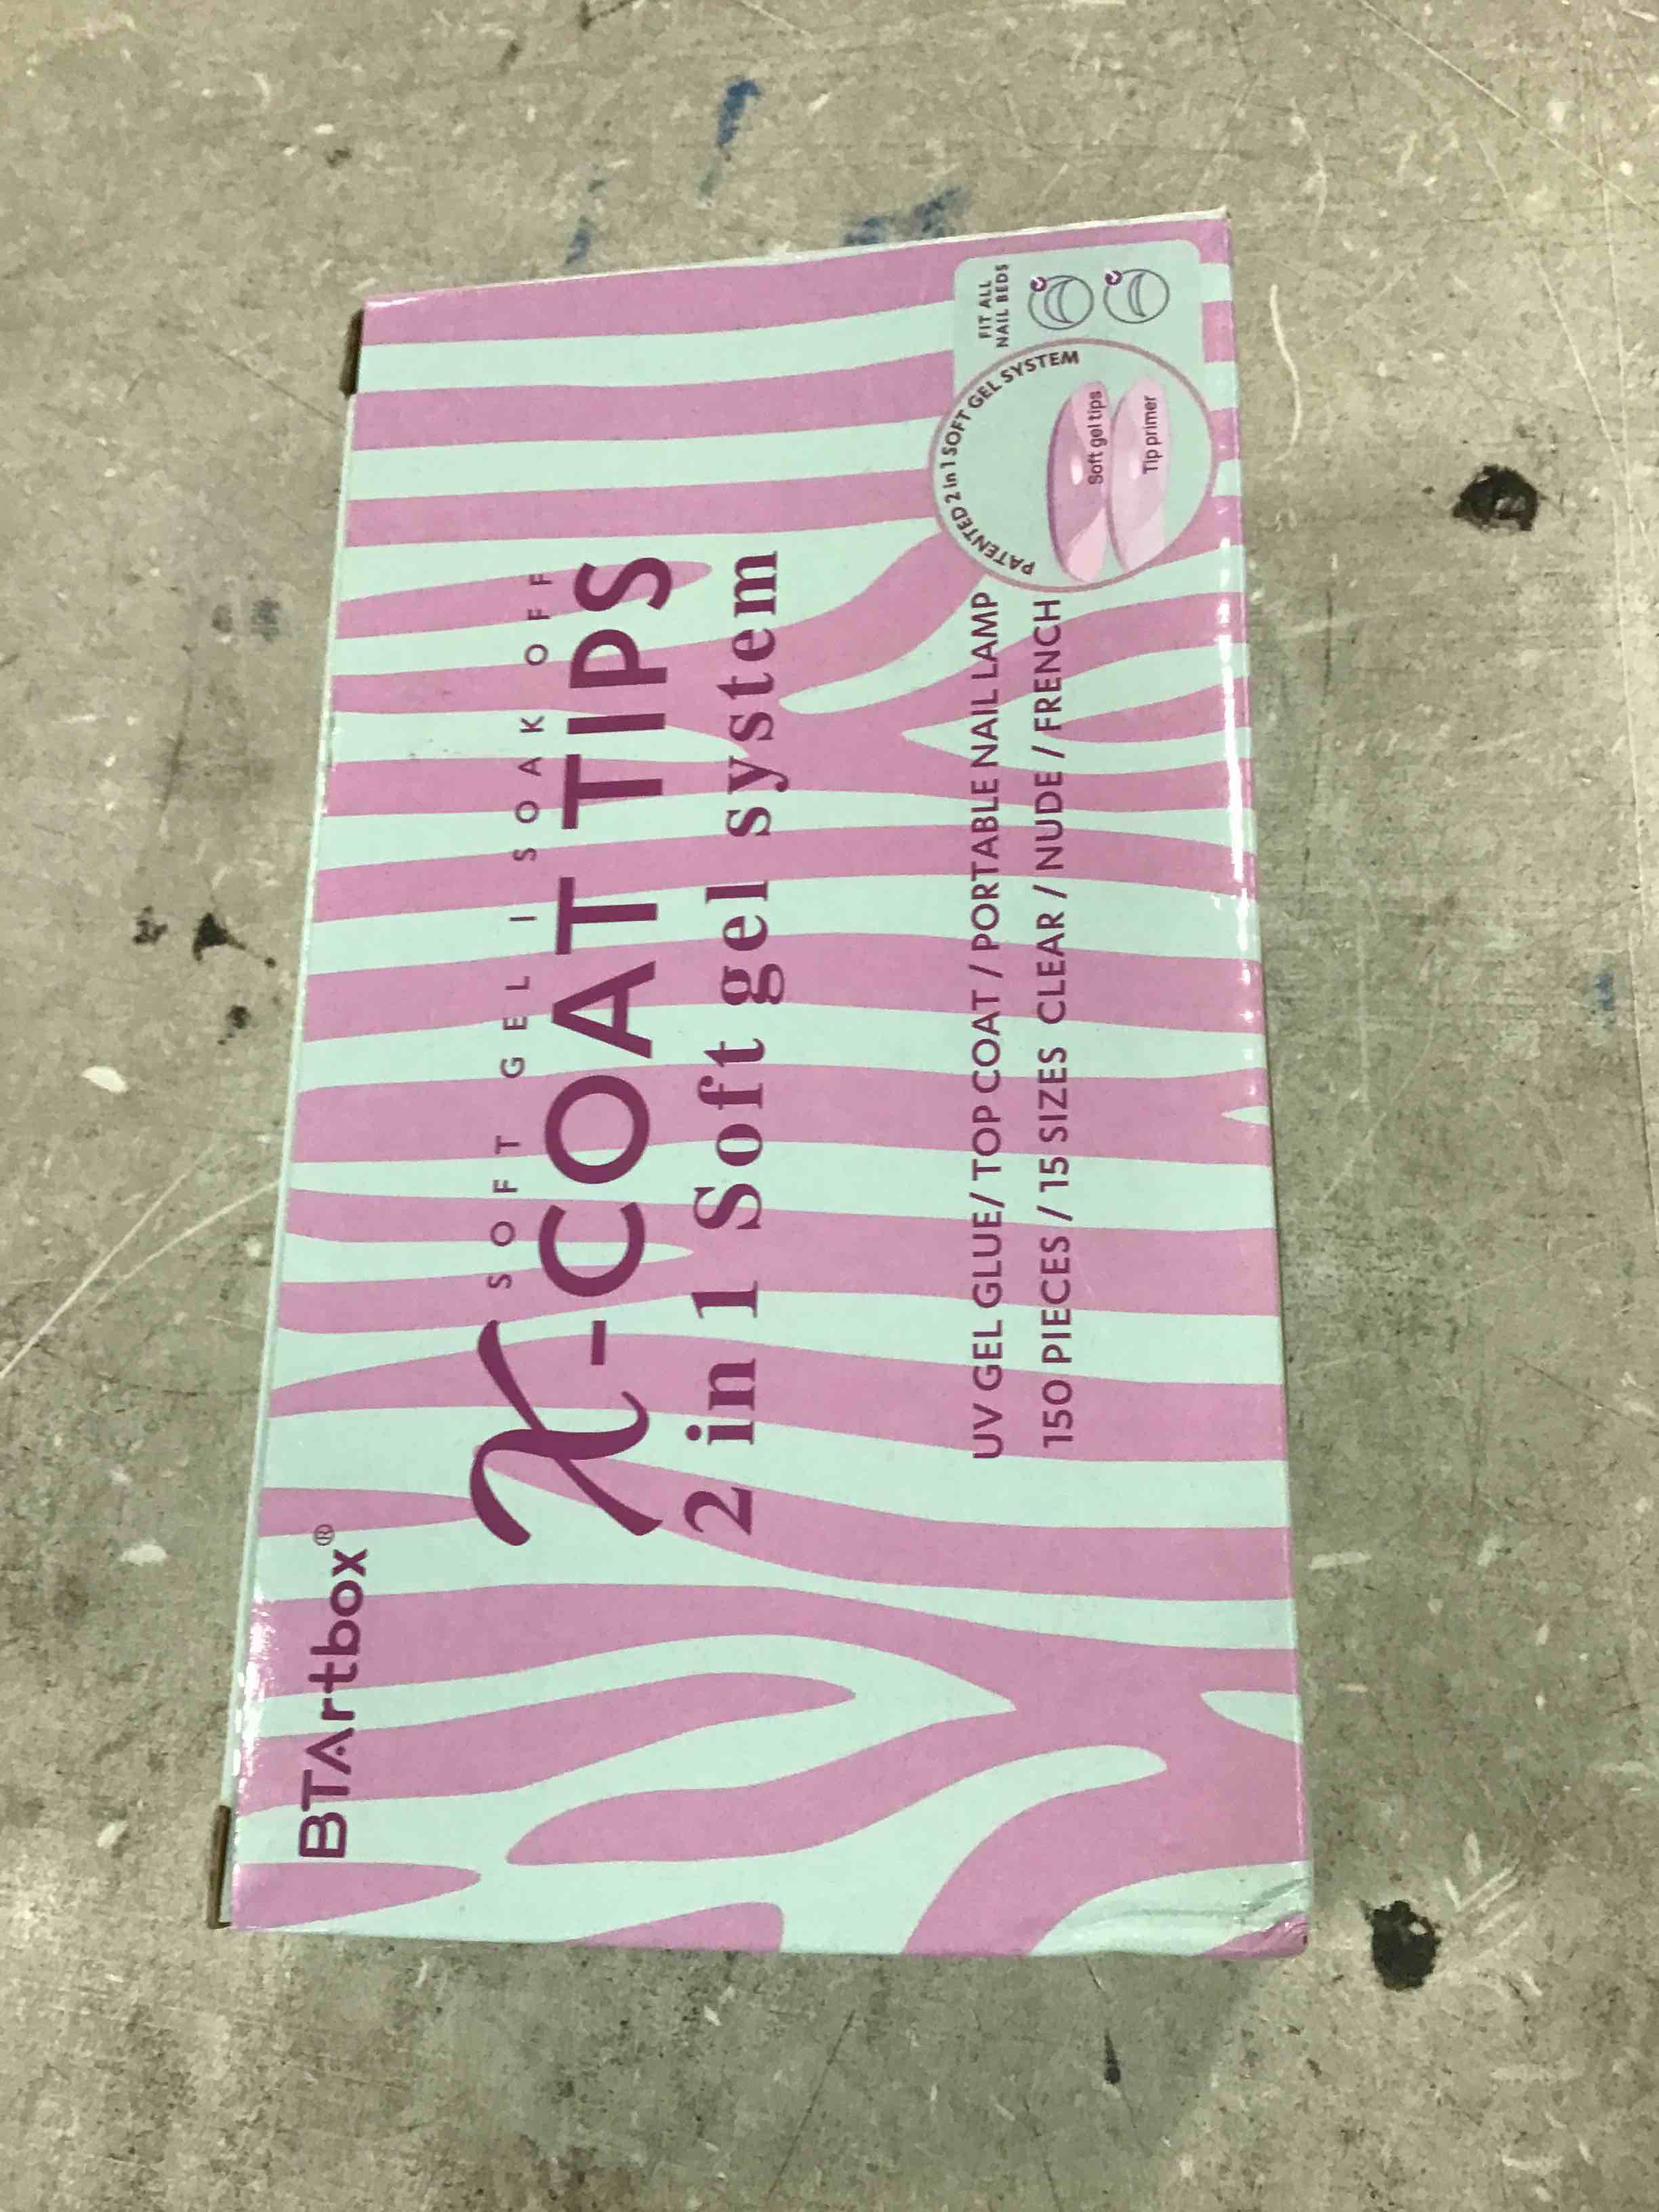 BTArtbox®
SOFT GEL I SOAK OFF
X-COAT TIPS
2 in 1 Soft gel system
UV GEL GLUE/ TOP COAT / PORTABLE NAIL LAMP
150 PIECES / 15 SIZES CLEAR / NUDE / FRENCH
PATENTED 2 in 1 SOFT GEL SYSTEM
Soft gel tips
Tip primer
FIT ALL
NAIL BEDS